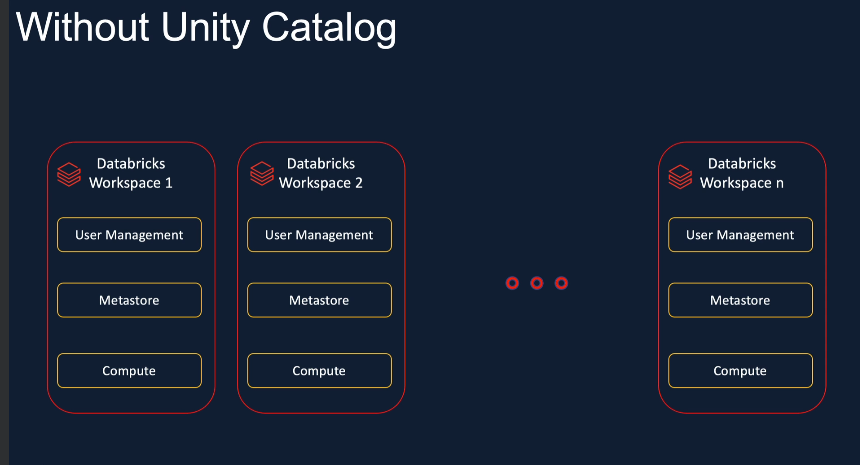 Without Unity Catalog
Databricks
Workspace 1
User Management
Metastore
Compute
Databricks
Workspace 2
User Management
Metastore
Compute
Databricks
Workspace n
User Management
Metastore
Compute